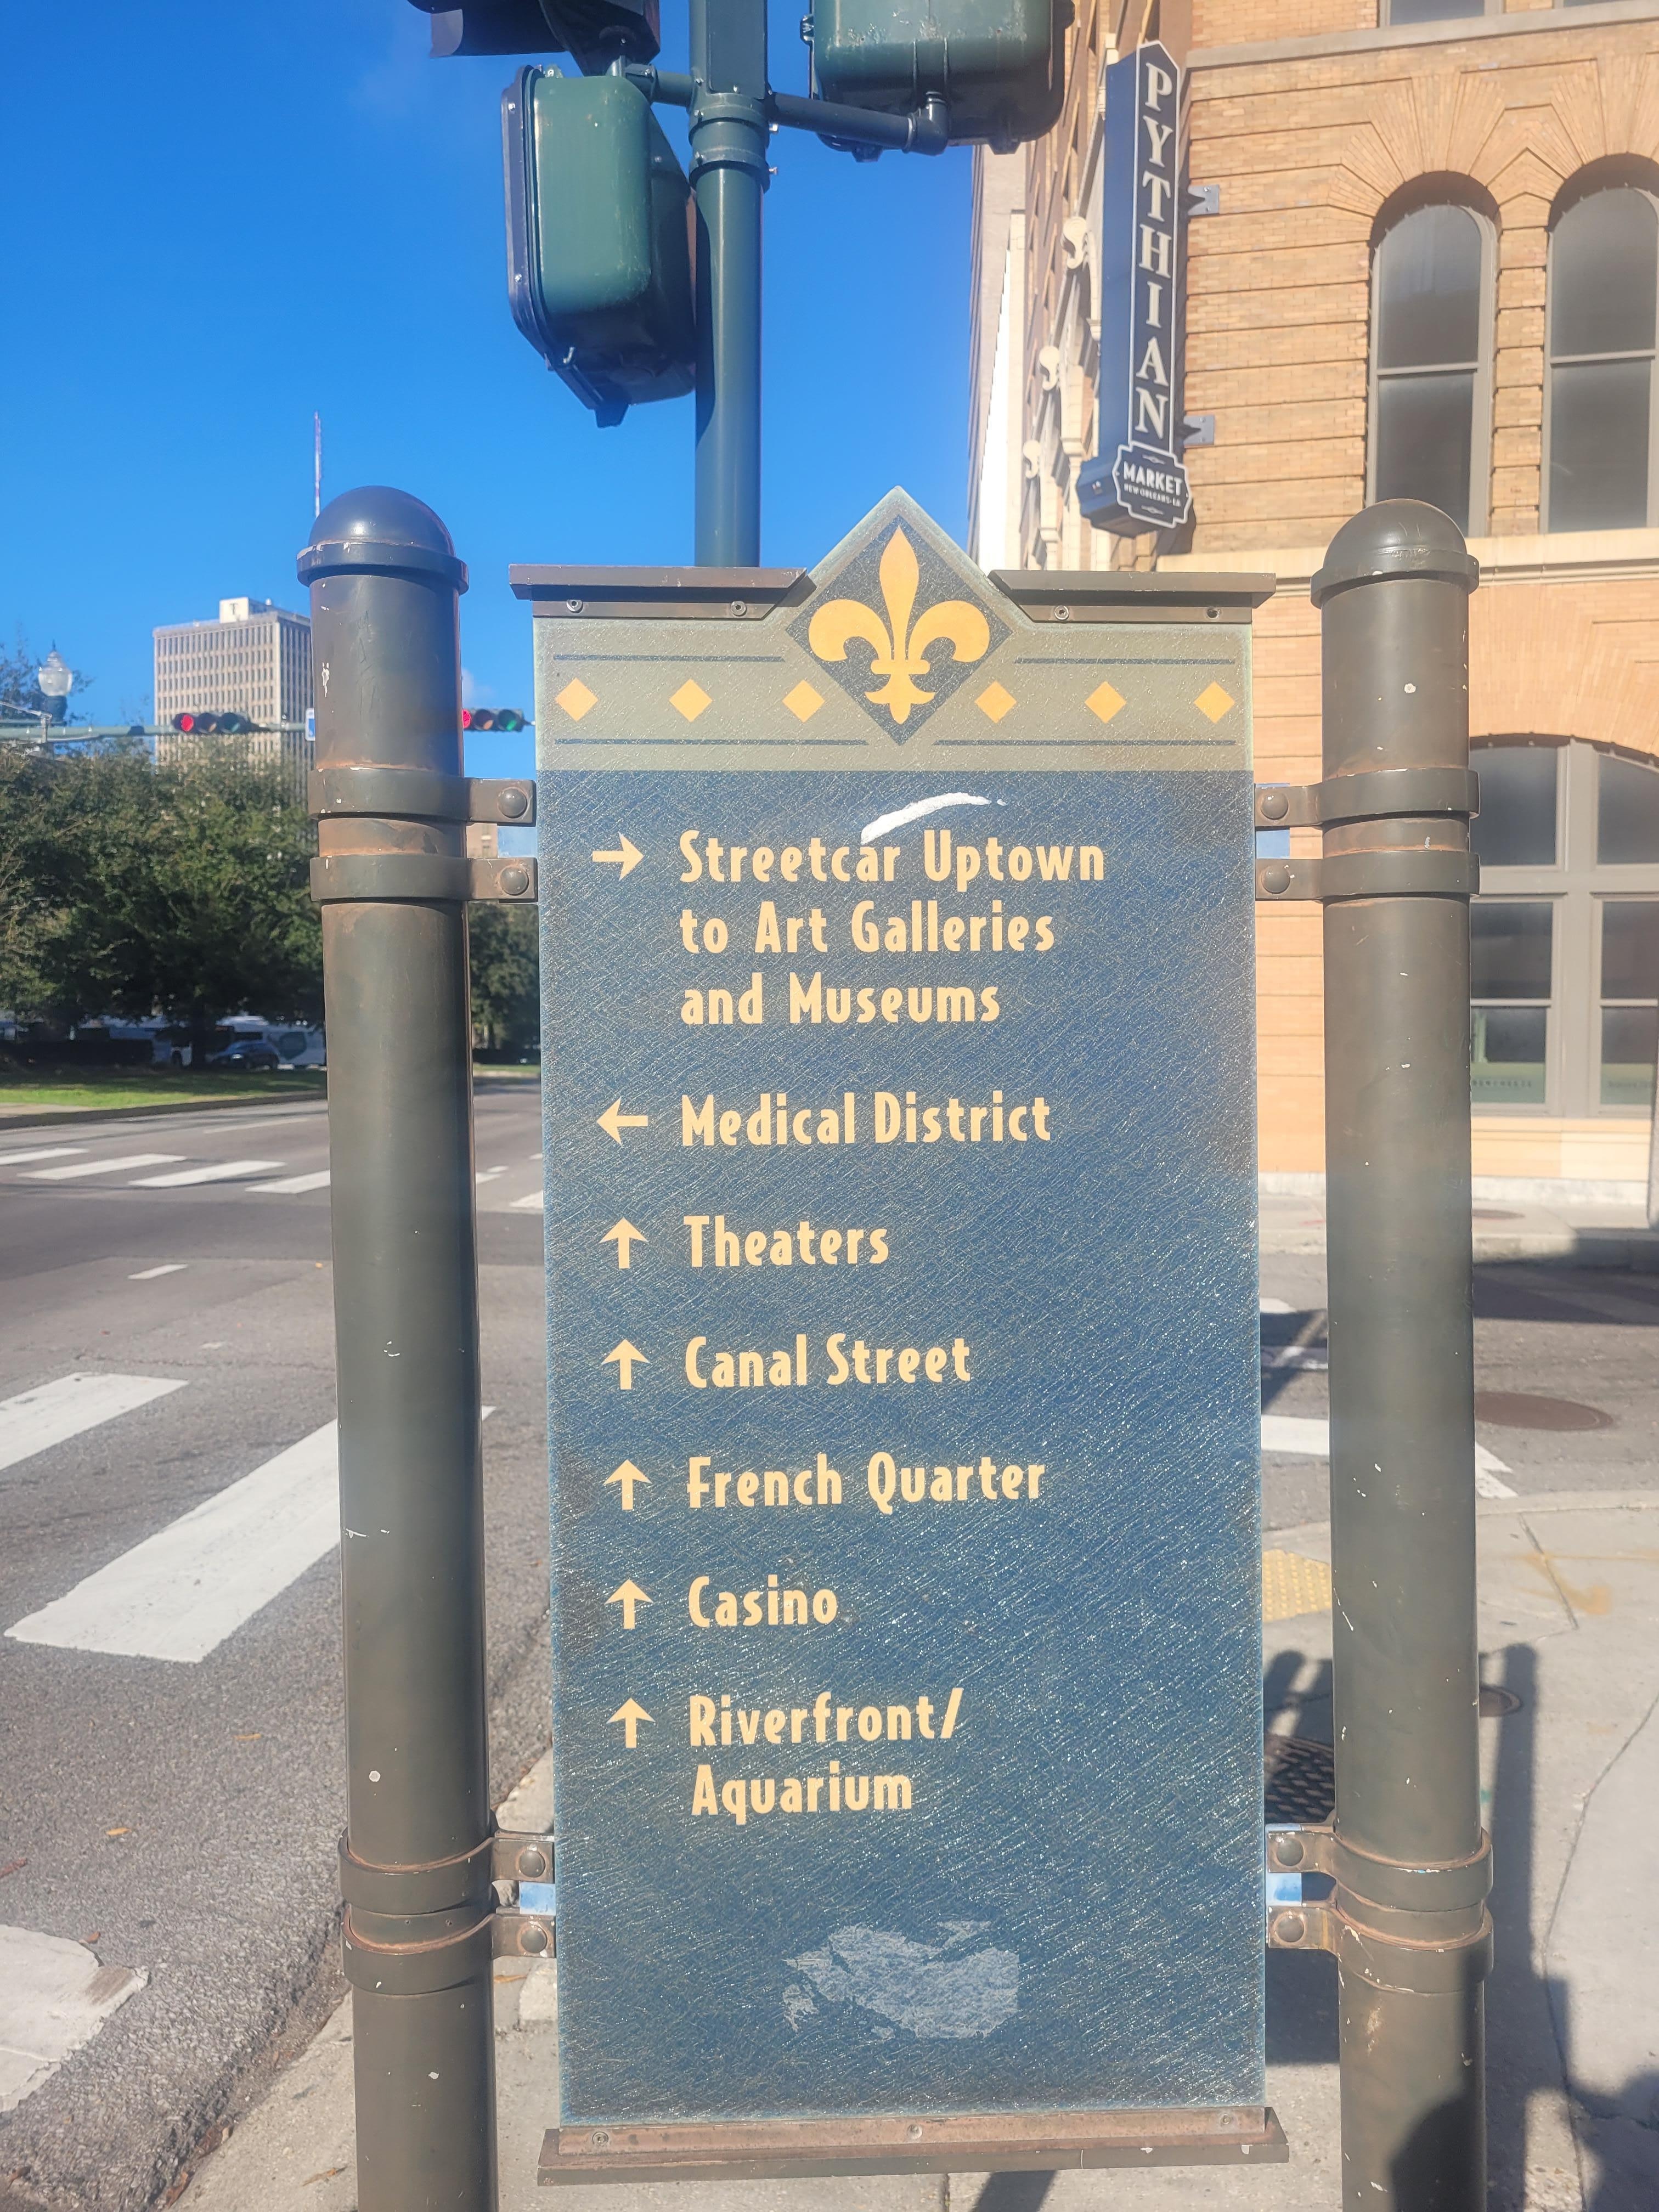 PYTHIAN
MARKET
NEW ORLEANS-LA
→ Streetcar Uptown
to Art Galleries
and Museums
← Medical District
↑ Theaters
↑ Canal Street
↑ French Quarter
↑ Casino
↑ Riverfront/
Aquarium